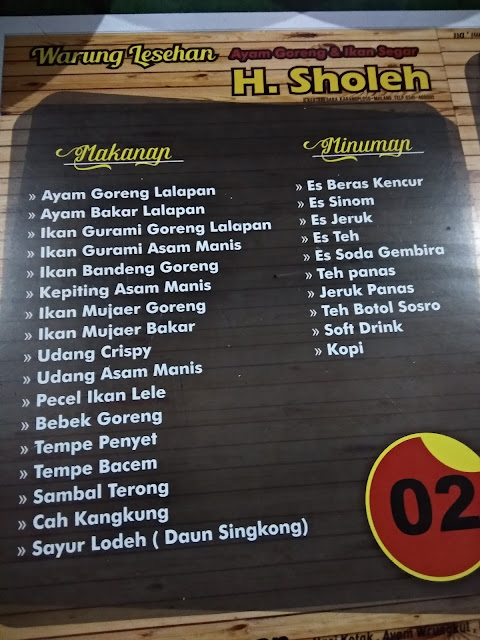 Warung Lesehan Ayam Goreng & Ikan Segar
H. Sholeh
Makanan
» Ayam Goreng Lalapan
» Ayam Bakar Lalapan
» Ikan Gurami Goreng Lalapan
» Ikan Gurami Asam Manis
» Ikan Bandeng Goreng
» Kepiting Asam Manis
» Ikan Mujaer Goreng
» Ikan Mujaer Bakar
» Udang Crispy
» Udang Asam Manis
» Pecel Ikan Lele
» Bebek Goreng
» Tempe Penyet
» Tempe Bacem
» Sambal Terong
» Cah Kangkung
» Sayur Lodeh ( Daun Singkong)
Minuman
» Es Beras Kencur
» Es Sinom
» Es Jeruk
» Es Teh
» Es Soda Gembira
» Teh panas
» Jeruk Panas
» Teh Botol Sosro
» Soft Drink
» Kopi
02